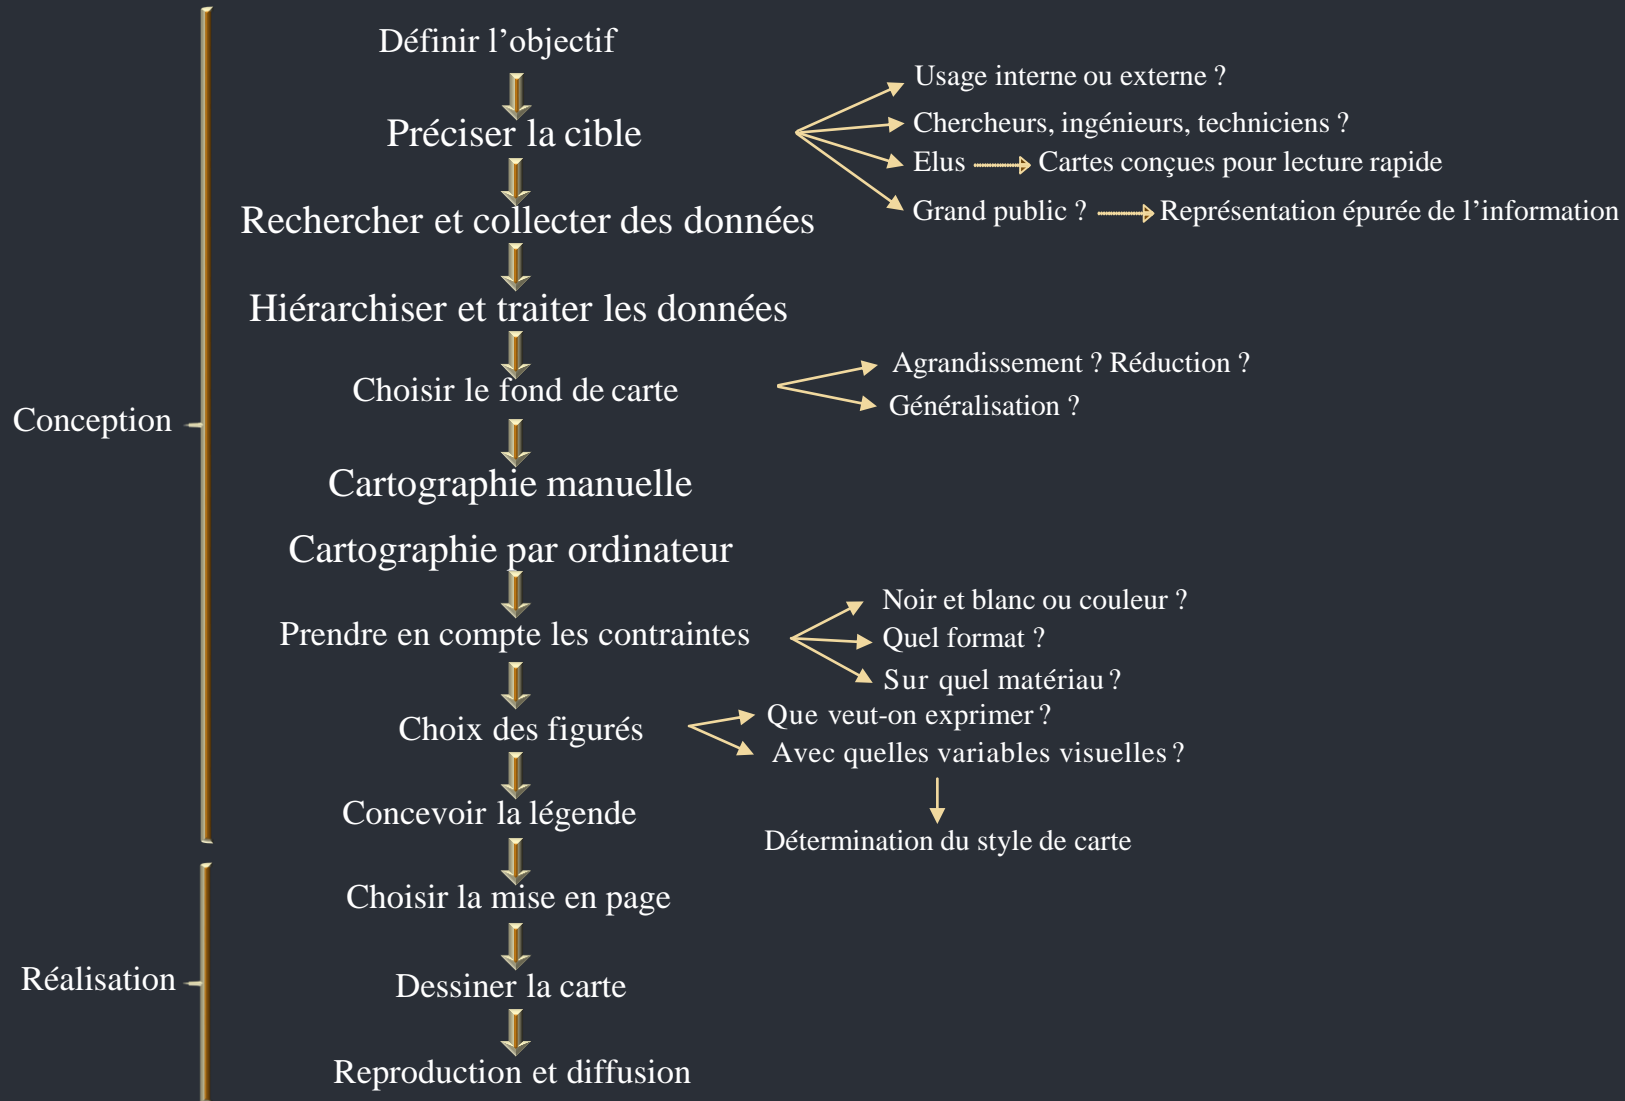 Définir l’objectif
Usage interne ou externe ?
Préciser la cible
Chercheurs, ingénieurs, techniciens ?
Elus
Cartes conçues pour lecture rapide
Rechercher et collecter des données
Grand public ?
Représentation épurée de l’information
Hiérarchiser et traiter les données
Choisir le fond de carte
Agrandissement ? Réduction ?
Généralisation ?
Conception
Cartographie manuelle
Cartographie par ordinateur
Prendre en compte les contraintes
Noir et blanc ou couleur ?
Quel format ?
Sur quel matériau ?
Choix des figurés
Que veut-on exprimer ?
Avec quelles variables visuelles ?
Concevoir la légende
Détermination du style de carte
Choisir la mise en page
Réalisation
Dessiner la carte
Reproduction et diffusion